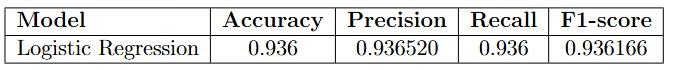 Model Accuracy Precision Recall F1-score
Logistic Regression 0.936 0.936520 0.936 0.936166